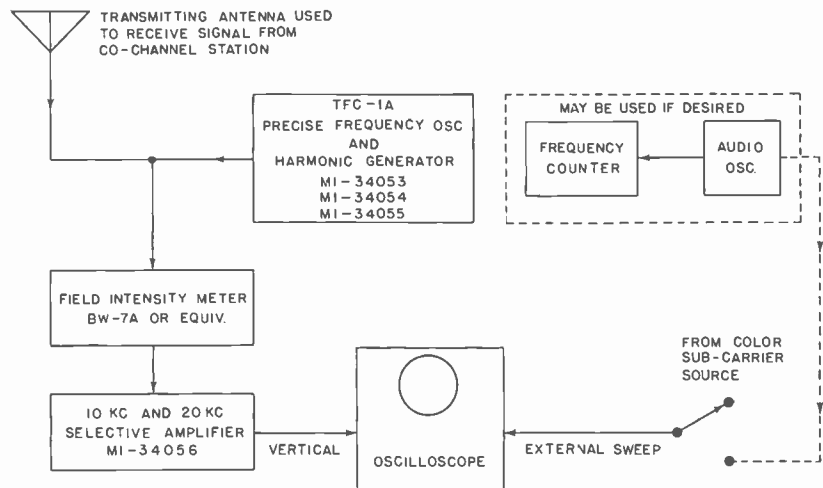 TRANSMITTING ANTENNA USED
TO RECEIVE SIGNAL FROM
CO-CHANNEL STATION
TFC-1A
PRECISE FREQUENCY OSC
AND
HARMONIC GENERATOR
MI-34053
MI-34054
MI-34055
MAY BE USED IF DESIRED
FREQUENCY
COUNTER
AUDIO
OSC.
FIELD INTENSITY METER
BW-7A OR EQUIV.
10 KC AND 20 KC
SELECTIVE AMPLIFIER
MI-34056
VERTICAL
OSCILLOSCOPE
EXTERNAL SWEEP
FROM COLOR
SUB-CARRIER
SOURCE